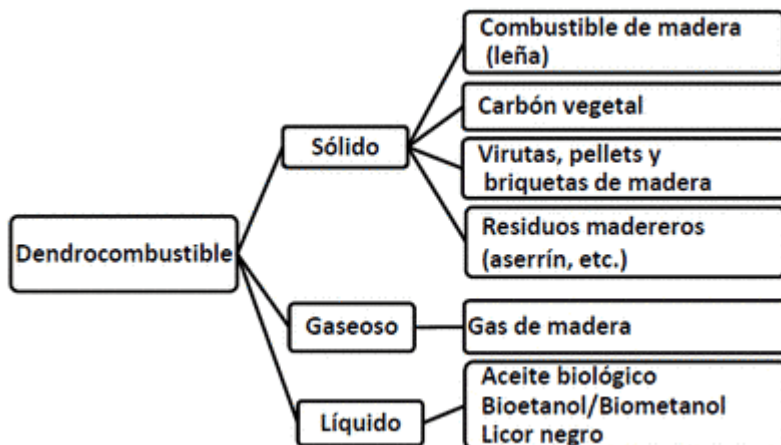 Dendrocombustible
Sólido
Combustible de madera
(leña)
Carbón vegetal
Virutas, pellets y
briquetas de madera
Residuos madereros
(aserrín, etc.)
Gaseoso
Gas de madera
Líquido
Aceite biológico
Bioetanol/Biometanol
Licor negro